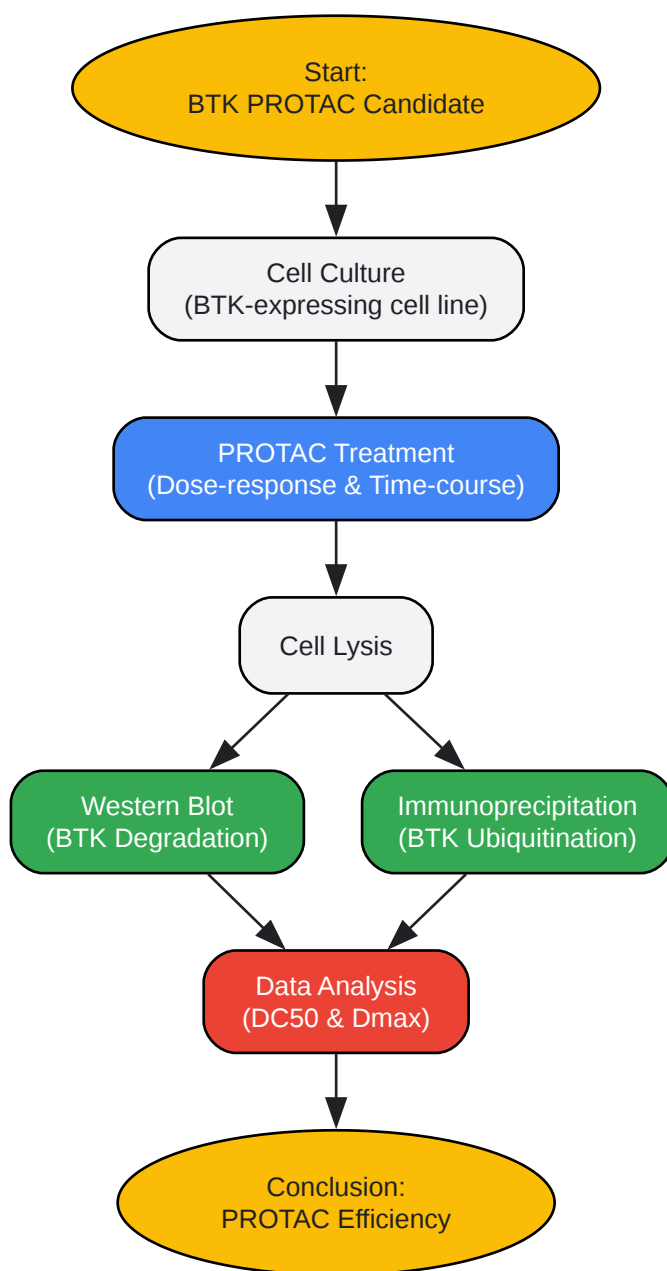 Start:
BTK PROTAC Candidate
Cell Culture
(BTK-expressing cell line)
PROTAC Treatment
(Dose-response & Time-course)
Cell Lysis
Western Blot
(BTK Degradation)
Immunoprecipitation
(BTK Ubiquitination)
Data Analysis
(DC50 & Dmax)
Conclusion:
PROTAC Efficiency